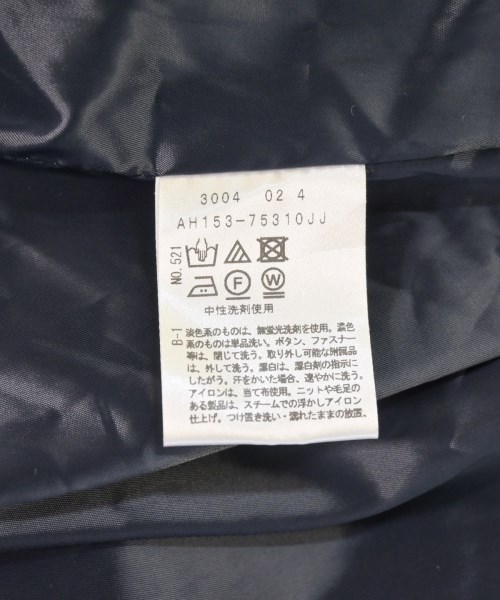 3004 02 4
AH153-75310JJ
NO.521
F
W
中性洗剤使用
B-1
淡色系のものは、無蛍光洗剤を使用。濃色
系のものは単品洗い。ボタン、ファスナー
等は、閉じて洗う。取り外し可能な附属品
は、外して洗う。漂白は、漂白剤の指示に
したがう。汗をかいた場合、速やかに洗う。
アイロンは、当て布使用。ニットや毛足の
ある製品は、スチームでの浮かしアイロン
仕上げ。つけ置き洗い・濡れたままの放置、